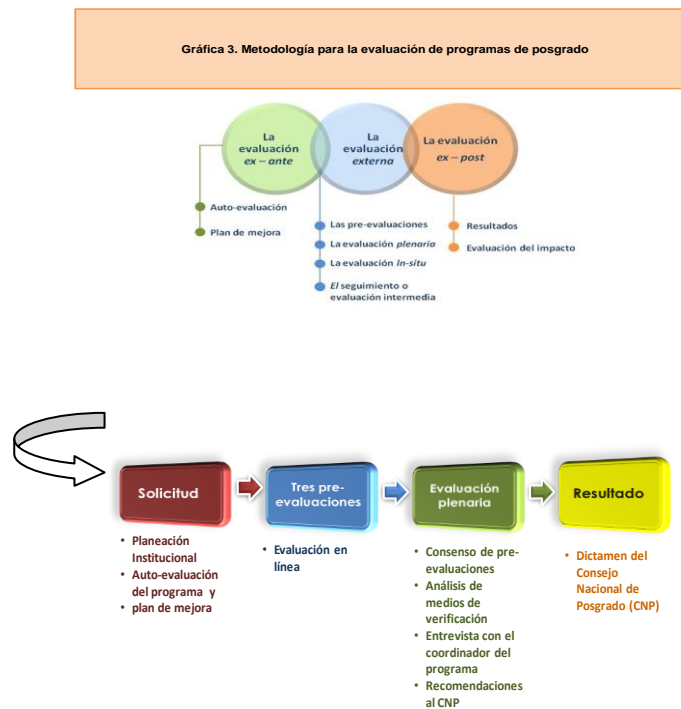 Gráfica 3. Metodología para la evaluación de programas de posgrado
La
evaluación
ex – ante
La
evaluación
externa
La evaluación
ex – post
Auto-evaluación
Plan de mejora
Las pre-evaluaciones
La evaluación plenaria
La evaluación In-situ
El seguimiento o
evaluación intermedia
Resultados
Evaluación del impacto
Solicitud
Tres pre-
evaluaciones
Evaluación
plenaria
Resultado
• Planeación
Institucional
• Auto-evaluación
del programa y
• plan de mejora
• Evaluación en
línea
• Consenso de pre-
evaluaciones
• Análisis de
medios de
verificación
• Entrevista con el
coordinador del
programa
• Recomendaciones
al CNP
• Dictamen del
Consejo
Nacional de
Posgrado (CNP)